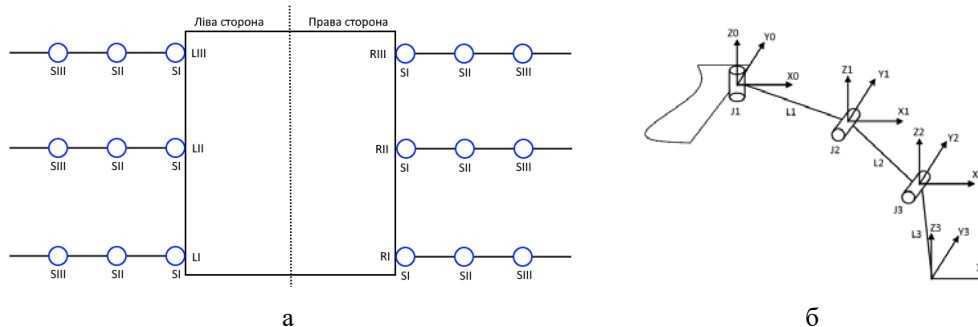 Ліва сторона Права сторона
LIII RIII
SIII SII SI SI SII SIII
LII RII
SIII SII SI SI SII SIII
LI RI
SIII SII SI SI SII SIII
а
Z0 Y0
X0
J1
L1
Z1 Y1
X1
J2
L2
Z2 Y2
X
J3
L3
Z3 Y3
б